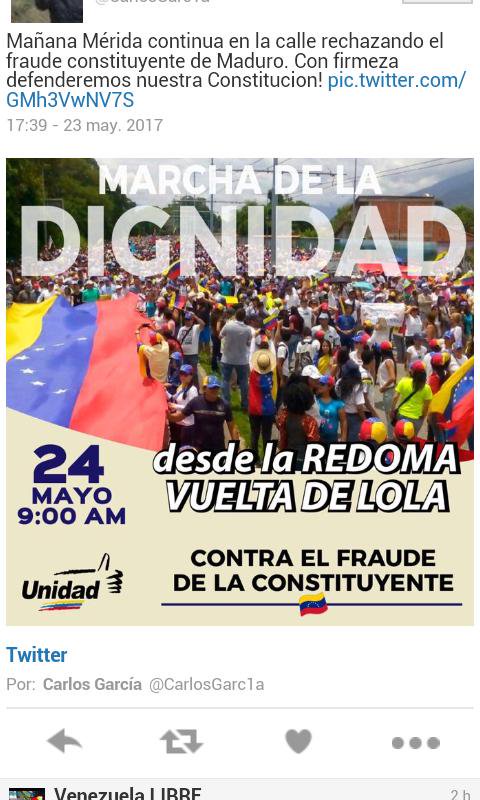 @CarlosGarc1a
Mañana Mérida continua en la calle rechazando el
fraude constituyente de Maduro. Con firmeza
defenderemos nuestra Constitucion! pic.twitter.com/
GMh3VwNV7S
17:39 - 23 may. 2017
MARCHA DE LA
DIGNIDAD
24
MAYO
9:00 AM
desde la REDOMA
VUELTA DE LOLA
Unidad
CONTRA EL FRAUDE
DE LA CONSTITUYENTE
Twitter
Por: Carlos García @CarlosGarc1a
Venezuela LIBRE
2 h